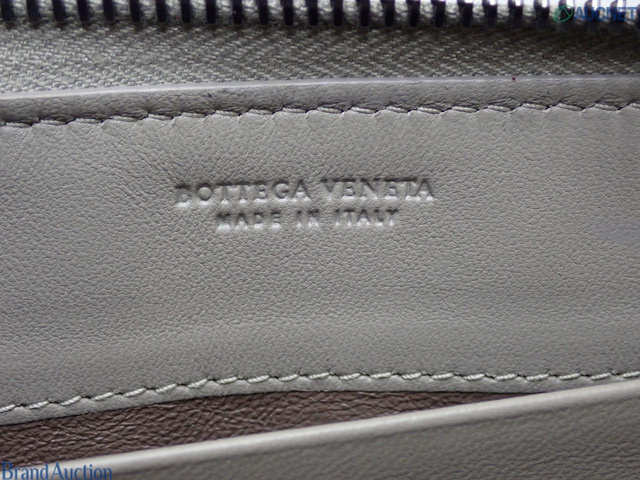 BOTTEGA VENETA
MADE IN ITALY
Brand Auction